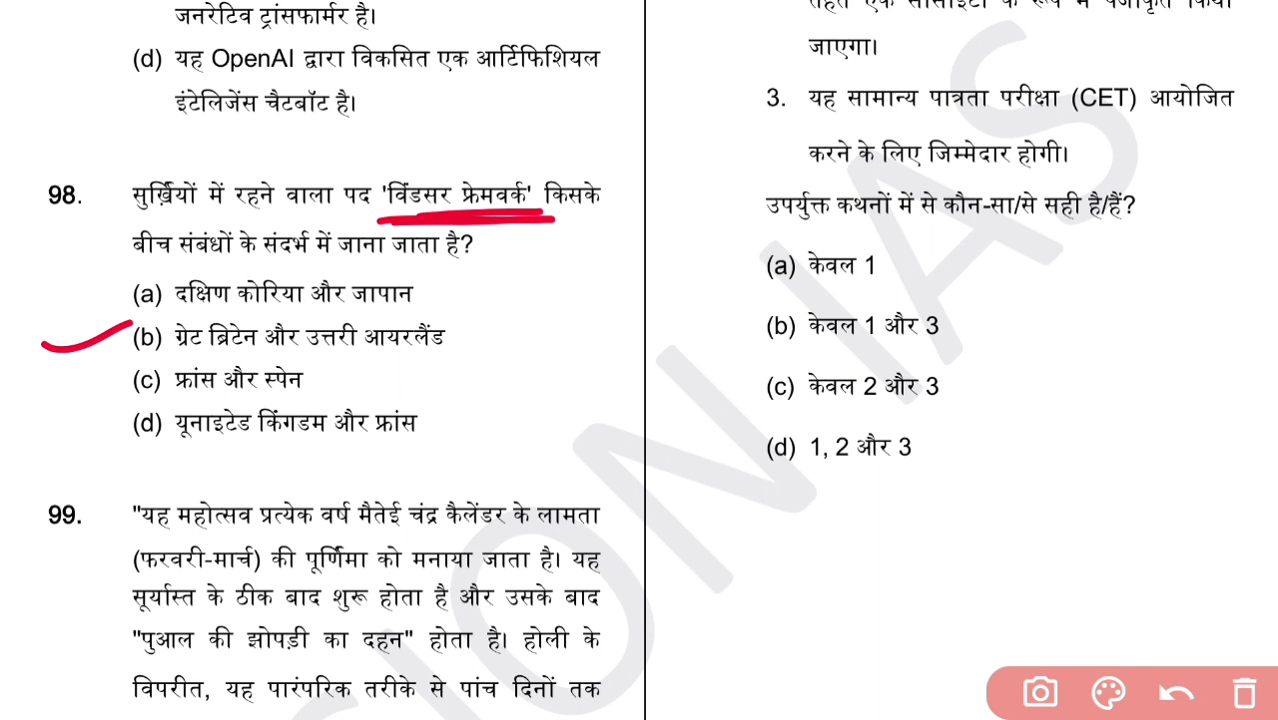 जनरेटिव ट्रांसफार्मर है।
(d) यह OpenAI द्वारा विकसित एक आर्टिफिशियल
इंटेलिजेंस चैटबॉट है।
98. सुर्ख़ियों में रहने वाला पद 'विंडसर फ्रेमवर्क' किसके
बीच संबंधों के संदर्भ में जाना जाता है?
(a) दक्षिण कोरिया और जापान
(b) ग्रेट ब्रिटेन और उत्तरी आयरलैंड
(c) फ्रांस और स्पेन
(d) यूनाइटेड किंगडम और फ्रांस
99. "यह महोत्सव प्रत्येक वर्ष मैतेई चंद्र कैलेंडर के लामता
(फरवरी-मार्च) की पूर्णिमा को मनाया जाता है। यह
सूर्यास्त के ठीक बाद शुरू होता है और उसके बाद
"पुआल की झोपड़ी का दहन" होता है। होली के
विपरीत, यह पारंपरिक तरीके से पांच दिनों तक
जाएगा।
3. यह सामान्य पात्रता परीक्षा (CET) आयोजित
करने के लिए जिम्मेदार होगी।
उपर्युक्त कथनों में से कौन-सा/से सही है/हैं?
(a) केवल 1
(b) केवल 1 और 3
(c) केवल 2 और 3
(d) 1, 2 और 3
ION IAS